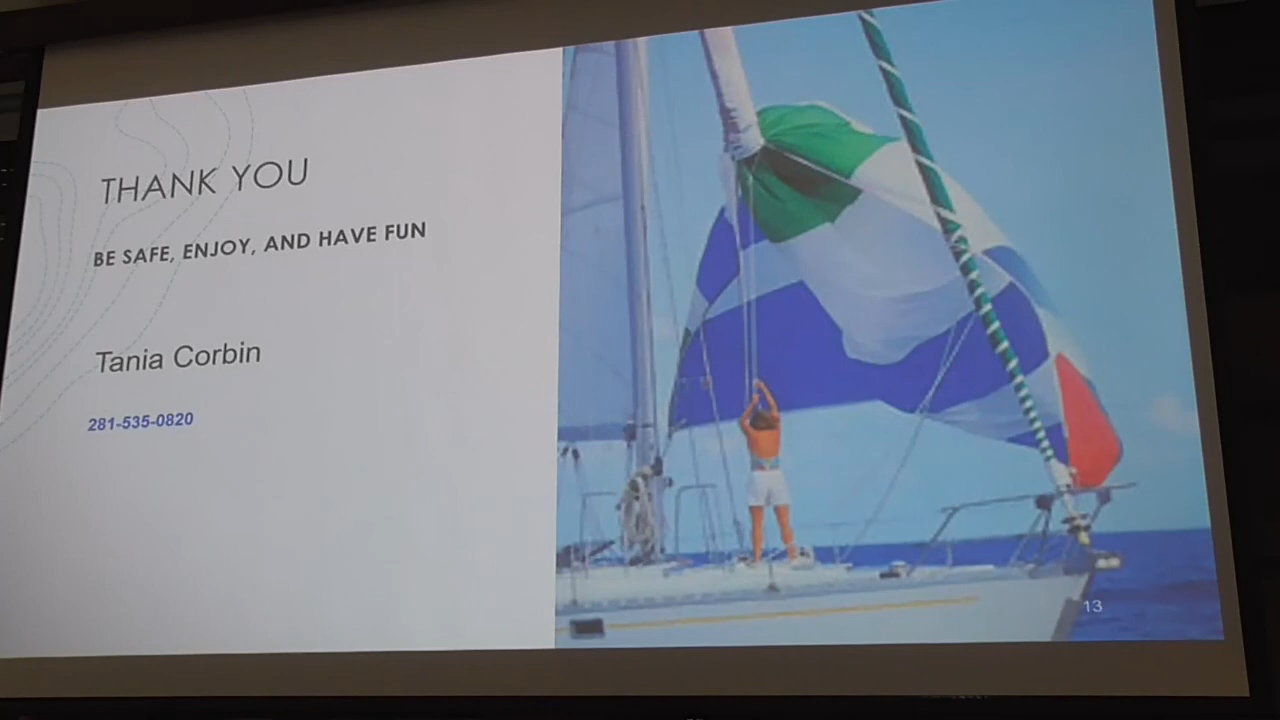 THANK YOU
BE SAFE, ENJOY, AND HAVE FUN
Tania Corbin
281-535-0820
13